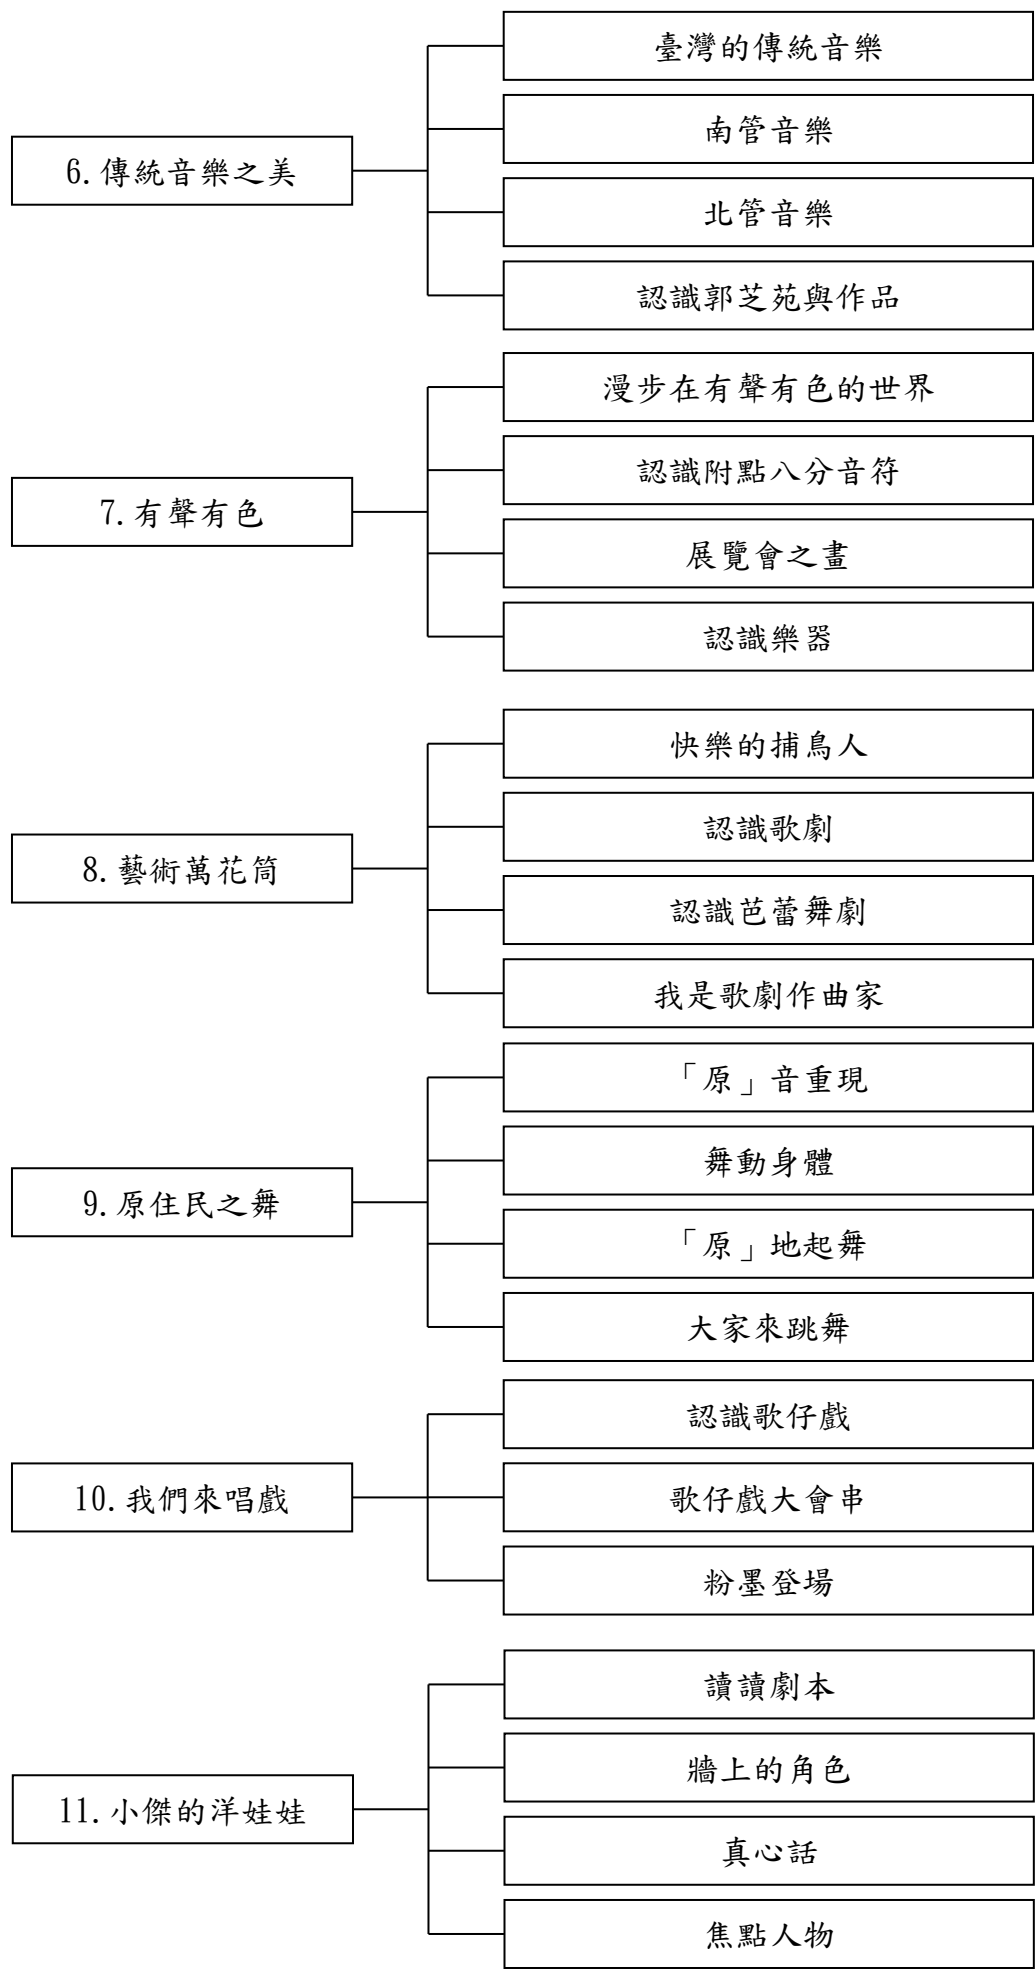 6.傳統音樂之美
臺灣的傳統音樂
南管音樂
北管音樂
認識郭芝苑與作品
7.有聲有色
漫步在有聲有色的世界
認識附點八分音符
展覽會之畫
認識樂器
8.藝術萬花筒
快樂的捕鳥人
認識歌劇
認識芭蕾舞劇
我是歌劇作曲家
9.原住民之舞
「原」音重現
舞動身體
「原」地起舞
大家來跳舞
10.我們來唱戲
認識歌仔戲
歌仔戲大會串
粉墨登場
11.小傑的洋娃娃
讀讀劇本
牆上的角色
真心話
焦點人物